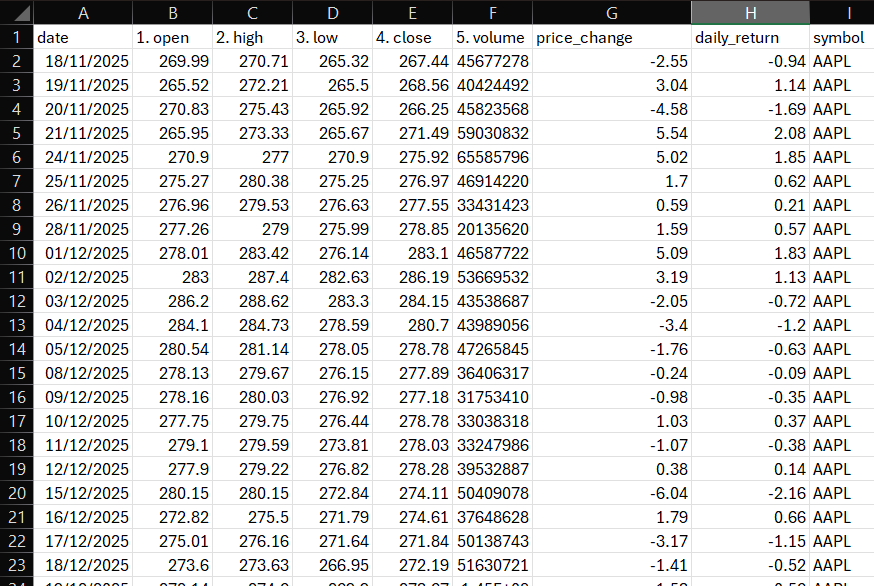 A B C D E F G H I
1 date 1. open 2. high 3. low 4. close 5. volume price_change daily_return symbol
2 18/11/2025 269.99 270.71 265.32 267.44 45677278 -2.55 -0.94 AAPL
3 19/11/2025 265.52 272.21 265.5 268.56 40424492 3.04 1.14 AAPL
4 20/11/2025 270.83 275.43 265.92 266.25 45823568 -4.58 -1.69 AAPL
5 21/11/2025 265.95 273.33 265.67 271.49 59030832 5.54 2.08 AAPL
6 24/11/2025 270.9 277 270.9 275.92 65585796 5.02 1.85 AAPL
7 25/11/2025 275.27 280.38 275.25 276.97 46914220 1.7 0.62 AAPL
8 26/11/2025 276.96 279.53 276.63 277.55 33431423 0.59 0.21 AAPL
9 28/11/2025 277.26 279 275.99 278.85 20135620 1.59 0.57 AAPL
10 01/12/2025 278.01 283.42 276.14 283.1 46587722 5.09 1.83 AAPL
11 02/12/2025 283 287.4 282.63 286.19 53669532 3.19 1.13 AAPL
12 03/12/2025 286.2 288.62 283.3 284.15 43538687 -2.05 -0.72 AAPL
13 04/12/2025 284.1 284.73 278.59 280.7 43989056 -3.4 -1.2 AAPL
14 05/12/2025 280.54 281.14 278.05 278.78 47265845 -1.76 -0.63 AAPL
15 08/12/2025 278.13 279.67 276.15 277.89 36406317 -0.24 -0.09 AAPL
16 09/12/2025 278.16 280.03 276.92 277.18 31753410 -0.98 -0.35 AAPL
17 10/12/2025 277.75 279.75 276.44 278.78 33038318 1.03 0.37 AAPL
18 11/12/2025 279.1 279.59 273.81 278.03 33247986 -1.07 -0.38 AAPL
19 12/12/2025 277.9 279.22 276.82 278.28 39532887 0.38 0.14 AAPL
20 15/12/2025 280.15 280.15 272.84 274.11 50409078 -6.04 -2.16 AAPL
21 16/12/2025 272.82 275.5 271.79 274.61 37648628 1.79 0.66 AAPL
22 17/12/2025 275.01 276.16 271.64 271.84 50138743 -3.17 -1.15 AAPL
23 18/12/2025 273.6 273.63 266.95 272.19 51630721 -1.41 -0.52 AAPL